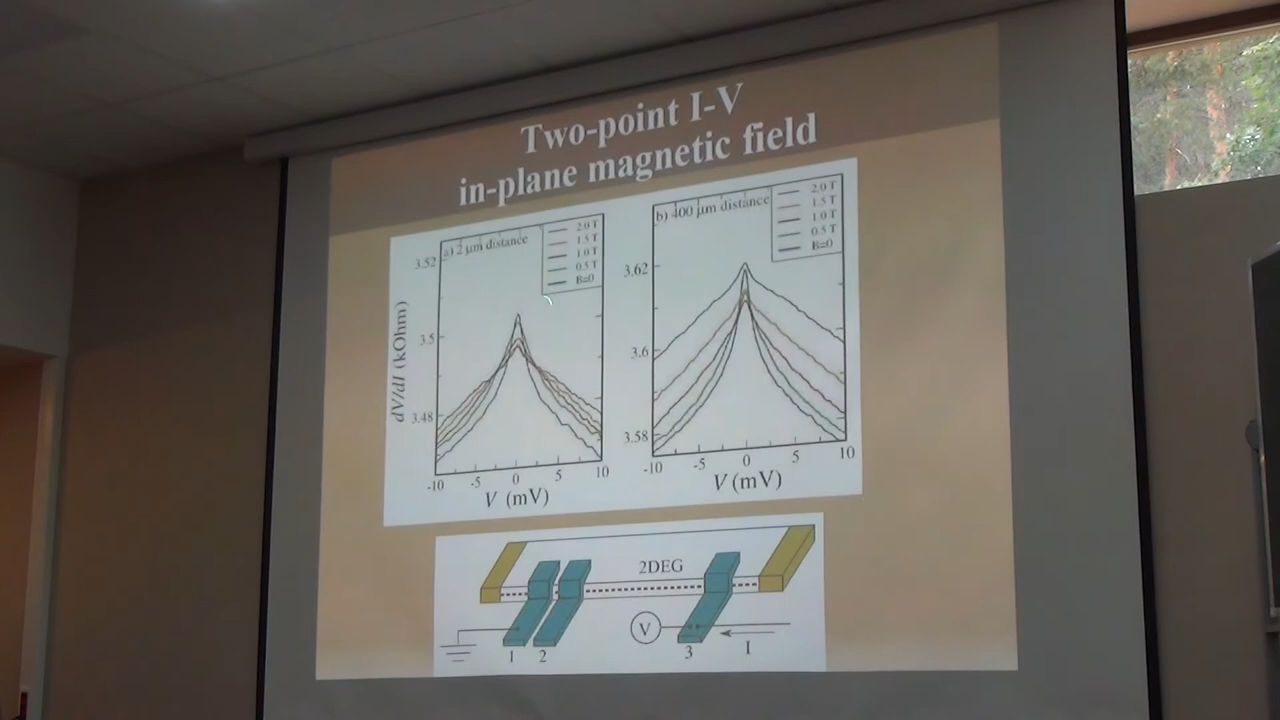 Two-point I-V
in-plane magnetic field
a) 2 μm distance
2.0 T
1.5 T
1.0 T
0.5 T
B=0
3.52
3.5
3.48
dV/dI (kOhm)
-10 -5 0 5 10
V (mV)
b) 400 μm distance
2.0 T
1.5 T
1.0 T
0.5 T
B=0
3.62
3.6
3.58
-10 -5 0 5 10
V (mV)
2DEG
V
1 2 3 I